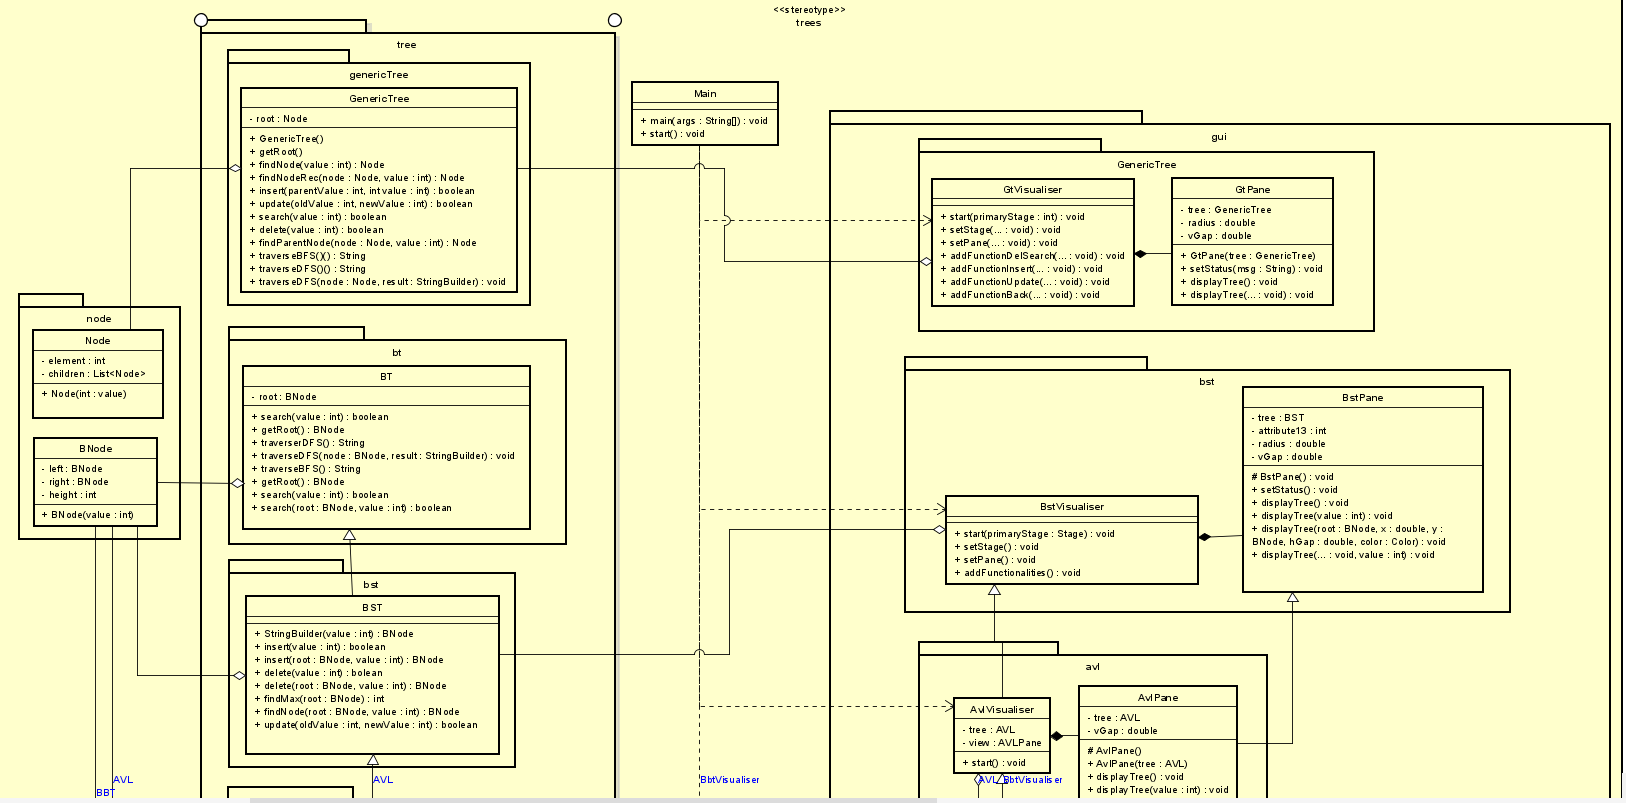 <<stereotype>>
trees
tree
genericTree
GenericTree
- root : Node
+ GenericTree()
+ getRoot()
+ findNode(value : int) : Node
+ findNodeRec(node : Node, value : int) : Node
+ insert(parentValue : int, int value : int) : boolean
+ update(oldValue : int, newValue : int) : boolean
+ search(value : int) : boolean
+ delete(value : int) : boolean
+ findParentNode(node : Node, value : int) : Node
+ traverseBFS()() : String
+ traverseDFS()() : String
+ traverseDFS(node : Node, result : StringBuilder) : void
Main
+ main(args : String[]) : void
+ start() : void
gui
GenericTree
GtVisualiser
+ start(primaryStage : int) : void
+ setStage(... : void) : void
+ setPane(... : void) : void
+ addFunctionDelSearch(... : void) : void
+ addFunctionInsert(... : void) : void
+ addFunctionUpdate(... : void) : void
+ addFunctionBack(... : void) : void
GtPane
- tree : GenericTree
- radius : double
- vGap : double
+ GtPane(tree : GenericTree)
+ setStatus(msg : String) : void
+ displayTree() : void
+ displayTree(... : void) : void
node
Node
- element : int
- children : List<Node>
+ Node(int : value)
BNode
- left : BNode
- right : BNode
- height : int
+ BNode(value : int)
bt
BT
- root : BNode
+ search(value : int) : boolean
+ getRoot() : BNode
+ traverserDFS() : String
+ traverseDFS(node : BNode, result : StringBuilder) : void
+ traverseBFS() : String
+ getRoot() : BNode
+ search(value : int) : boolean
+ search(root : BNode, value : int) : boolean
bst
BST
+ StringBuilder(value : int) : BNode
+ insert(value : int) : boolean
+ insert(root : BNode, value : int) : BNode
+ delete(value : int) : bolean
+ delete(root : BNode, value : int) : BNode
+ findMax(root : BNode) : int
+ findNode(root : BNode, value : int) : BNode
+ update(oldValue : int, newValue : int) : boolean
bst
BstVisualiser
+ start(primaryStage : Stage) : void
+ setStage() : void
+ setPane() : void
+ addFunctionalities() : void
BstPane
- tree : BST
- attribute13 : int
- radius : double
- vGap : double
# BstPane() : void
+ setStatus() : void
+ displayTree() : void
+ displayTree(value : int) : void
+ displayTree(root : BNode, x : double, y :
BNode, hGap : double, color : Color) : void
+ displayTree(... : void, value : int) : void
avl
AvlVisualiser
- tree : AVL
- view : AVLPane
+ start() : void
AvlPane
- tree : AVL
- vGap : double
# AvlPane()
+ AvlPane(tree : AVL)
+ displayTree() : void
+ displayTree(value : int) : void
AVL
BBT
AVL
BbtVisualiser
AVL
BbtVisualiser